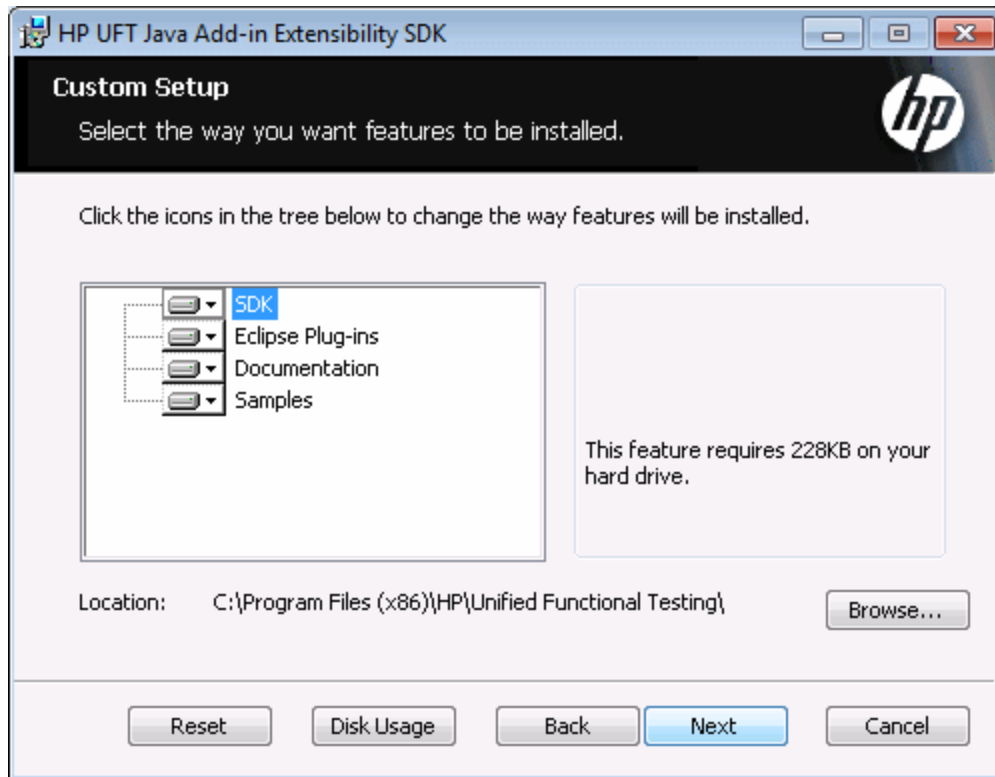 HP UFT Java Add-in Extensibility SDK
Custom Setup
Select the way you want features to be installed.
hp
Click the icons in the tree below to change the way features will be installed.
SDK
Eclipse Plug-ins
Documentation
Samples
This feature requires 228KB on your
hard drive.
Location: C:\Program Files (x86)\HP\Unified Functional Testing\
Browse...
Reset
Disk Usage
Back
Next
Cancel